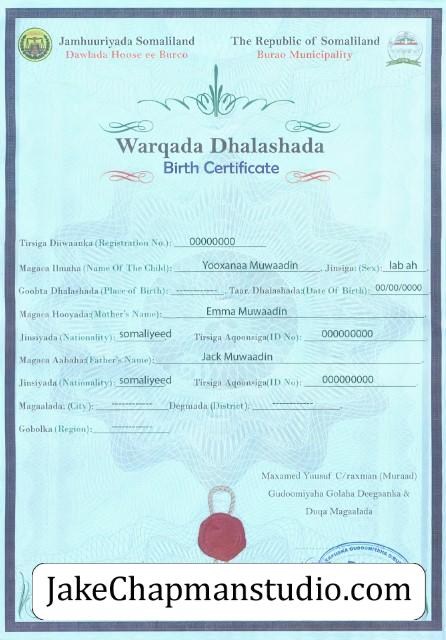 Jamhuuriyada Somaliland
Dawlada Hoose ee Burco
The Republic of Somaliland
Burao Municipality
Warqada Dhalashada
Birth Certificate
Tirsiga Diiwaanka (Registration No.): 00000000
Magaca Ilmaha (Name Of The Child): Yooxanaa Muwaadin . Jinsiga: (Sex): lab ah
Goobta Dhalashada (Place of Birth): ---------- . Taar. Dhalashada:(Date Of Birth): 00/00/0000
Magaca Hooyada:(Mother's Name): Emma Muwaadin
Jinsiyada (Nationality): somaliyeed Tirsiga Aqoonsiga(ID No): 000000000
Magaca Aabaha:(Father's Name): Jack Muwaadin
Jinsiyada (Nationality): somaliyeed Tirsiga Aqoonsiga(ID No): 000000000
Magaalada: (City): ---------- Degmada (District): ----------
Gobolka (Region): ----------
Maxamed Yuusuf C/raxman (Muraad)
Gudoomiyaha Golaha Deegaanka &
Duqa Magaalada
JakeChapmanstudio.com